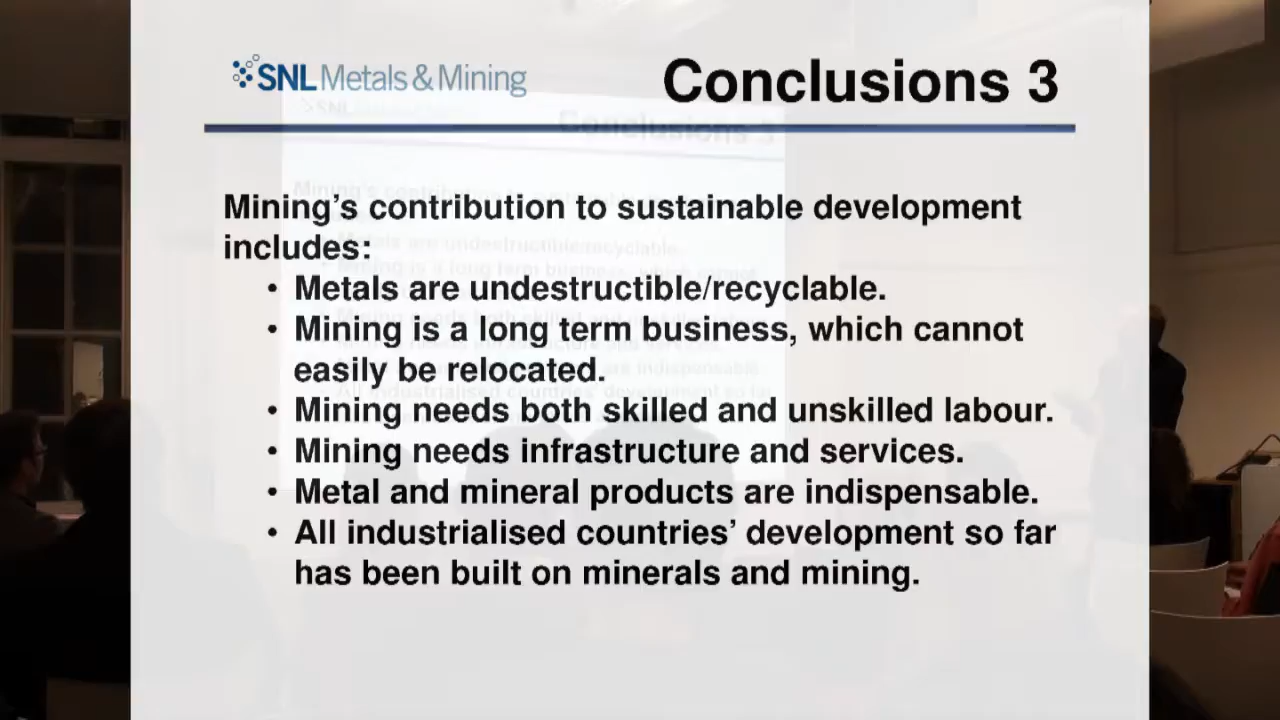 SNL Metals & Mining
Conclusions 3
Mining’s contribution to sustainable development
includes:
• Metals are undestructible/recyclable.
• Mining is a long term business, which cannot
easily be relocated.
• Mining needs both skilled and unskilled labour.
• Mining needs infrastructure and services.
• Metal and mineral products are indispensable.
• All industrialised countries’ development so far
has been built on minerals and mining.